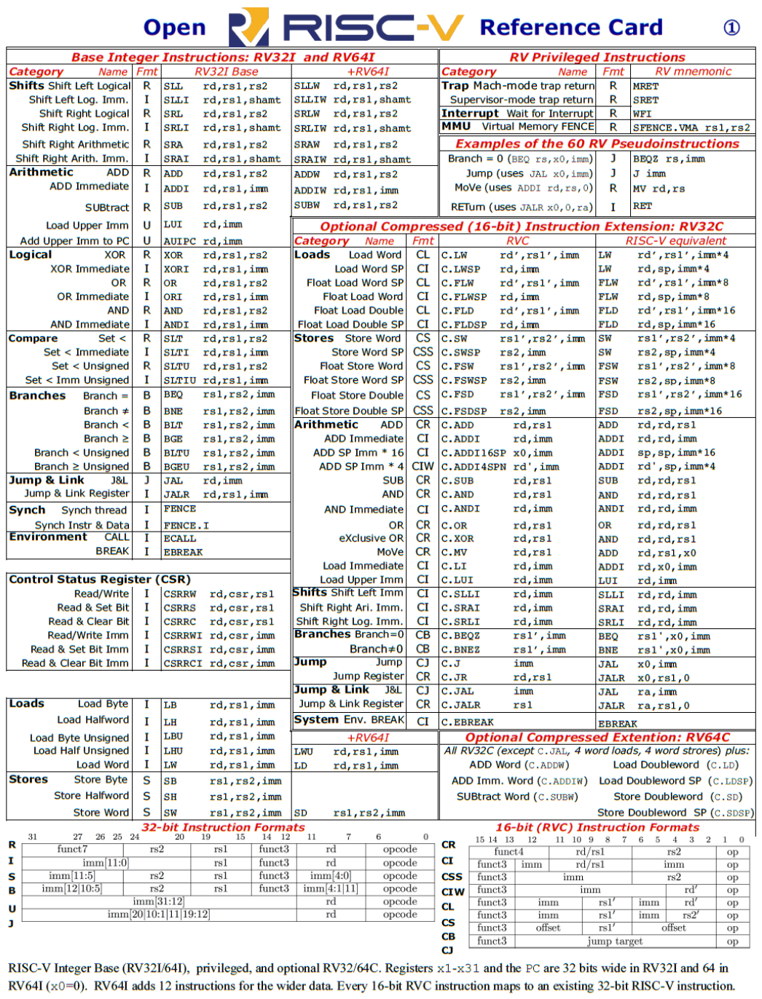 Open RISC-V Reference Card ①
Base Integer Instructions: RV32I and RV64I
Category Name Fmt RV32I Base +RV64I
Shifts Shift Left Logical R SLL rd,rs1,rs2 SLLW rd,rs1,rs2
Shift Left Log. Imm. I SLLI rd,rs1,shamt SLLIW rd,rs1,shamt
Shift Right Logical R SRL rd,rs1,rs2 SRLW rd,rs1,rs2
Shift Right Log. Imm. I SRLI rd,rs1,shamt SRLIW rd,rs1,shamt
Shift Right Arithmetic R SRA rd,rs1,rs2 SRAW rd,rs1,rs2
Shift Right Arith. Imm. I SRAI rd,rs1,shamt SRAIW rd,rs1,shamt
Arithmetic ADD R ADD rd,rs1,rs2 ADDW rd,rs1,rs2
ADD Immediate I ADDI rd,rs1,imm ADDIW rd,rs1,imm
SUBtract R SUB rd,rs1,rs2 SUBW rd,rs1,rs2
Load Upper Imm U LUI rd,imm
Add Upper Imm to PC U AUIPC rd,imm
Logical XOR R XOR rd,rs1,rs2
XOR Immediate I XORI rd,rs1,imm
OR R OR rd,rs1,rs2
OR Immediate I ORI rd,rs1,imm
AND R AND rd,rs1,rs2
AND Immediate I ANDI rd,rs1,imm
Compare Set < R SLT rd,rs1,rs2
Set < Immediate I SLTI rd,rs1,imm
Set < Unsigned R SLTU rd,rs1,rs2
Set < Imm Unsigned I SLTIU rd,rs1,imm
Branches Branch = B BEQ rs1,rs2,imm
Branch ≠ B BNE rs1,rs2,imm
Branch < B BLT rs1,rs2,imm
Branch ≥ B BGE rs1,rs2,imm
Branch < Unsigned B BLTU rs1,rs2,imm
Branch ≥ Unsigned B BGEU rs1,rs2,imm
Jump & Link J&L J JAL rd,imm
Jump & Link Register I JALR rd,rs1,imm
Synch Synch thread I FENCE
Synch Instr & Data I FENCE.I
Environment CALL I ECALL
BREAK I EBREAK
Control Status Register (CSR)
Read/Write I CSRRW rd,csr,rs1
Read & Set Bit I CSRRS rd,csr,rs1
Read & Clear Bit I CSRRC rd,csr,rs1
Read/Write Imm I CSRRWI rd,csr,imm
Read & Set Bit Imm I CSRRSI rd,csr,imm
Read & Clear Bit Imm I CSRRCI rd,csr,imm
Loads Load Byte I LB rd,rs1,imm
Load Halfword I LH rd,rs1,imm
Load Byte Unsigned I LBU rd,rs1,imm +RV64I
Load Half Unsigned I LHU rd,rs1,imm LWU rd,rs1,imm
Load Word I LW rd,rs1,imm LD rd,rs1,imm
Stores Store Byte S SB rs1,rs2,imm
Store Halfword S SH rs1,rs2,imm
Store Word S SW rs1,rs2,imm SD rs1,rs2,imm
RV Privileged Instructions
Category Name Fmt RV mnemonic
Trap Mach-mode trap return R MRET
Supervisor-mode trap return R SRET
Interrupt Wait for Interrupt R WFI
MMU Virtual Memory FENCE R SFENCE.VMA rs1,rs2
Examples of the 60 RV Pseudoinstructions
Branch = 0 (BEQ rs,x0,imm) J BEQZ rs,imm
Jump (uses JAL x0,imm) J J imm
MoVe (uses ADDI rd,rs,0) R MV rd,rs
RETurn (uses JALR x0,0,ra) I RET
Optional Compressed (16-bit) Instruction Extension: RV32C
Category Name Fmt RVC RISC-V equivalent
Loads Load Word CL C.LW rd′,rs1′,imm LW rd′,rs1′,imm*4
Load Word SP CI C.LWSP rd,imm LW rd,sp,imm*4
Float Load Word CL C.FLW rd′,rs1′,imm FLW rd′,rs1′,imm*8
Float Load Word CI C.FLWSP rd,imm FLW rd,sp,imm*8
Float Load Double CL C.FLD rd′,rs1′,imm FLD rd′,rs1′,imm*16
Float Load Double SP CI C.FLDSP rd,imm FLD rd,sp,imm*16
Stores Store Word CS C.SW rs1′,rs2′,imm SW rs1′,rs2′,imm*4
Store Word SP CSS C.SWSP rs2,imm SW rs2,sp,imm*4
Float Store Word CS C.FSW rs1′,rs2′,imm FSW rs1′,rs2′,imm*8
Float Store Word SP CSS C.FSWSP rs2,imm FSW rs2,sp,imm*8
Float Store Double CS C.FSD rs1′,rs2′,imm FSD rs1′,rs2′,imm*16
Float Store Double SP CSS C.FSDSP rs2,imm FSD rs2,sp,imm*16
Arithmetic ADD CR C.ADD rd,rs1 ADD rd,rd,rs1
ADD Immediate CI C.ADDI rd,imm ADDI rd,rd,imm
ADD SP Imm * 16 CI C.ADDI16SP x0,imm ADDI sp,sp,imm*16
ADD SP Imm * 4 CIW C.ADDI4SPN rd',imm ADDI rd',sp,imm*4
SUB CR C.SUB rd,rs1 SUB rd,rd,rs1
AND CR C.AND rd,rs1 AND rd,rd,rs1
AND Immediate CI C.ANDI rd,imm ANDI rd,rd,imm
OR CR C.OR rd,rs1 OR rd,rd,rs1
eXclusive OR CR C.XOR rd,rs1 AND rd,rd,rs1
MoVe CR C.MV rd,rs1 ADD rd,rs1,x0
Load Immediate CI C.LI rd,imm ADDI rd,x0,imm
Load Upper Imm CI C.LUI rd,imm LUI rd,imm
Shifts Shift Left Imm CI C.SLLI rd,imm SLLI rd,rd,imm
Shift Right Ari. Imm. CI C.SRAI rd,imm SRAI rd,rd,imm
Shift Right Log. Imm. CI C.SRLI rd,imm SRLI rd,rd,imm
Branches Branch=0 CB C.BEQZ rs1′,imm BEQ rs1',x0,imm
Branch≠0 CB C.BNEZ rs1′,imm BNE rs1',x0,imm
Jump Jump CJ C.J imm JAL x0,imm
Jump Register CR C.JR rd,rs1 JALR x0,rs1,0
Jump & Link J&L CJ C.JAL imm JAL ra,imm
Jump & Link Register CR C.JALR rs1 JALR ra,rs1,0
System Env. BREAK CI C.EBREAK EBREAK
Optional Compressed Extention: RV64C
All RV32C (except C.JAL, 4 word loads, 4 word strores) plus:
ADD Word (C.ADDW) Load Doubleword (C.LD)
ADD Imm. Word (C.ADDIW) Load Doubleword SP (C.LDSP)
SUBtract Word (C.SUBW) Store Doubleword (C.SD)
Store Doubleword SP (C.SDSP)
32-bit Instruction Formats
31 27 26 25 24 20 19 15 14 12 11 7 6 0
R funct7 rs2 rs1 funct3 rd opcode
I imm[11:0] rs1 funct3 rd opcode
S imm[11:5] rs2 rs1 funct3 imm[4:0] opcode
B imm[12|10:5] rs2 rs1 funct3 imm[4:1|11] opcode
U imm[31:12] rd opcode
J imm[20|10:1|11|19:12] rd opcode
16-bit (RVC) Instruction Formats
15 14 13 12 11 10 9 8 7 6 5 4 3 2 1 0
CR funct4 rd/rs1 rs2 op
CI funct3 imm rd/rs1 imm op
CSS funct3 imm rs2 op
CIW funct3 imm rd′ op
CL funct3 imm rs1′ imm rd′ op
CS funct3 imm rs1′ imm rs2′ op
CB funct3 offset rs1′ offset op
CJ funct3 jump target op
RISC-V Integer Base (RV32I/64I), privileged, and optional RV32/64C. Registers x1-x31 and the PC are 32 bits wide in RV32I and 64 in
RV64I (x0=0). RV64I adds 12 instructions for the wider data. Every 16-bit RVC instruction maps to an existing 32-bit RISC-V instruction.